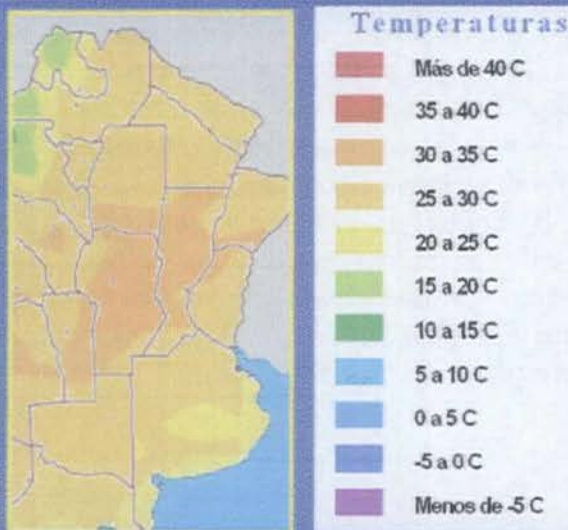 Temperaturas
Más de 40 C
35 a 40 C
30 a 35 C
25 a 30 C
20 a 25 C
15 a 20 C
10 a 15 C
5 a 10 C
0 a 5 C
-5 a 0 C
Menos de -5 C